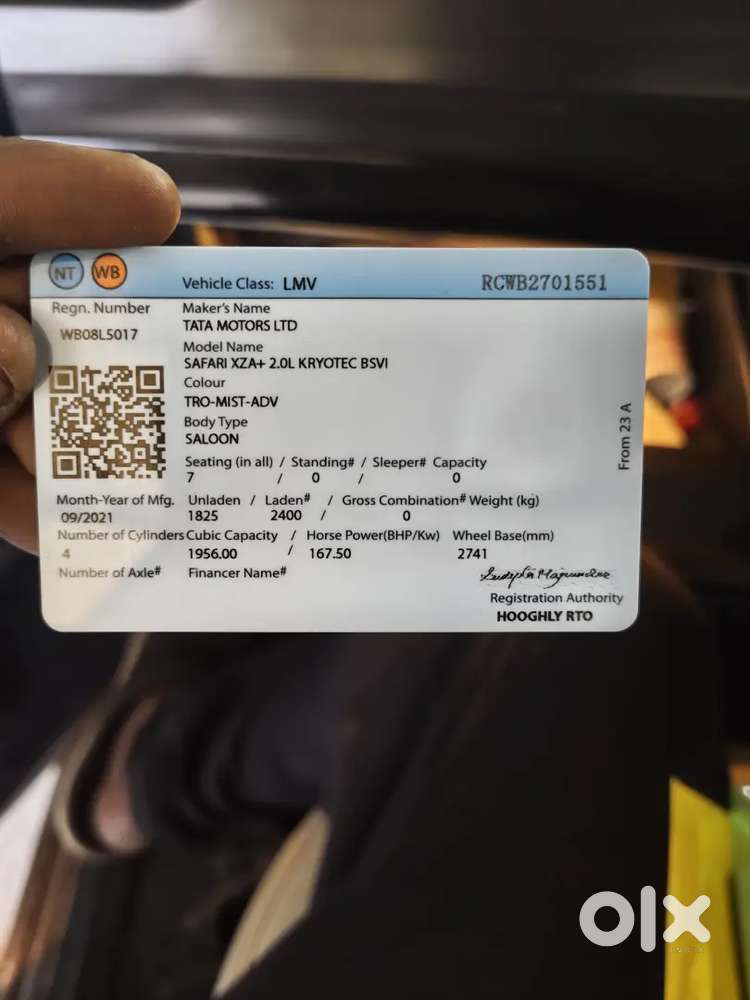 NT WB Vehicle Class: LMV RCWB2701551
Regn. Number Maker's Name
WB08L5017 TATA MOTORS LTD
Model Name
SAFARI XZA+ 2.0L KRYOTEC BSVI
Colour
TRO-MIST-ADV
Body Type
SALOON
From 23 A
Seating (in all) / Standing# / Sleeper# Capacity
7 / 0 / 0
Month-Year of Mfg. Unladen / Laden# / Gross Combination# Weight (kg)
09/2021 1825 2400 / 0
Number of Cylinders Cubic Capacity / Horse Power(BHP/Kw) Wheel Base(mm)
4 1956.00 / 167.50 2741
Number of Axle# Financer Name#
Registration Authority
HOOGHLY RTO
olx